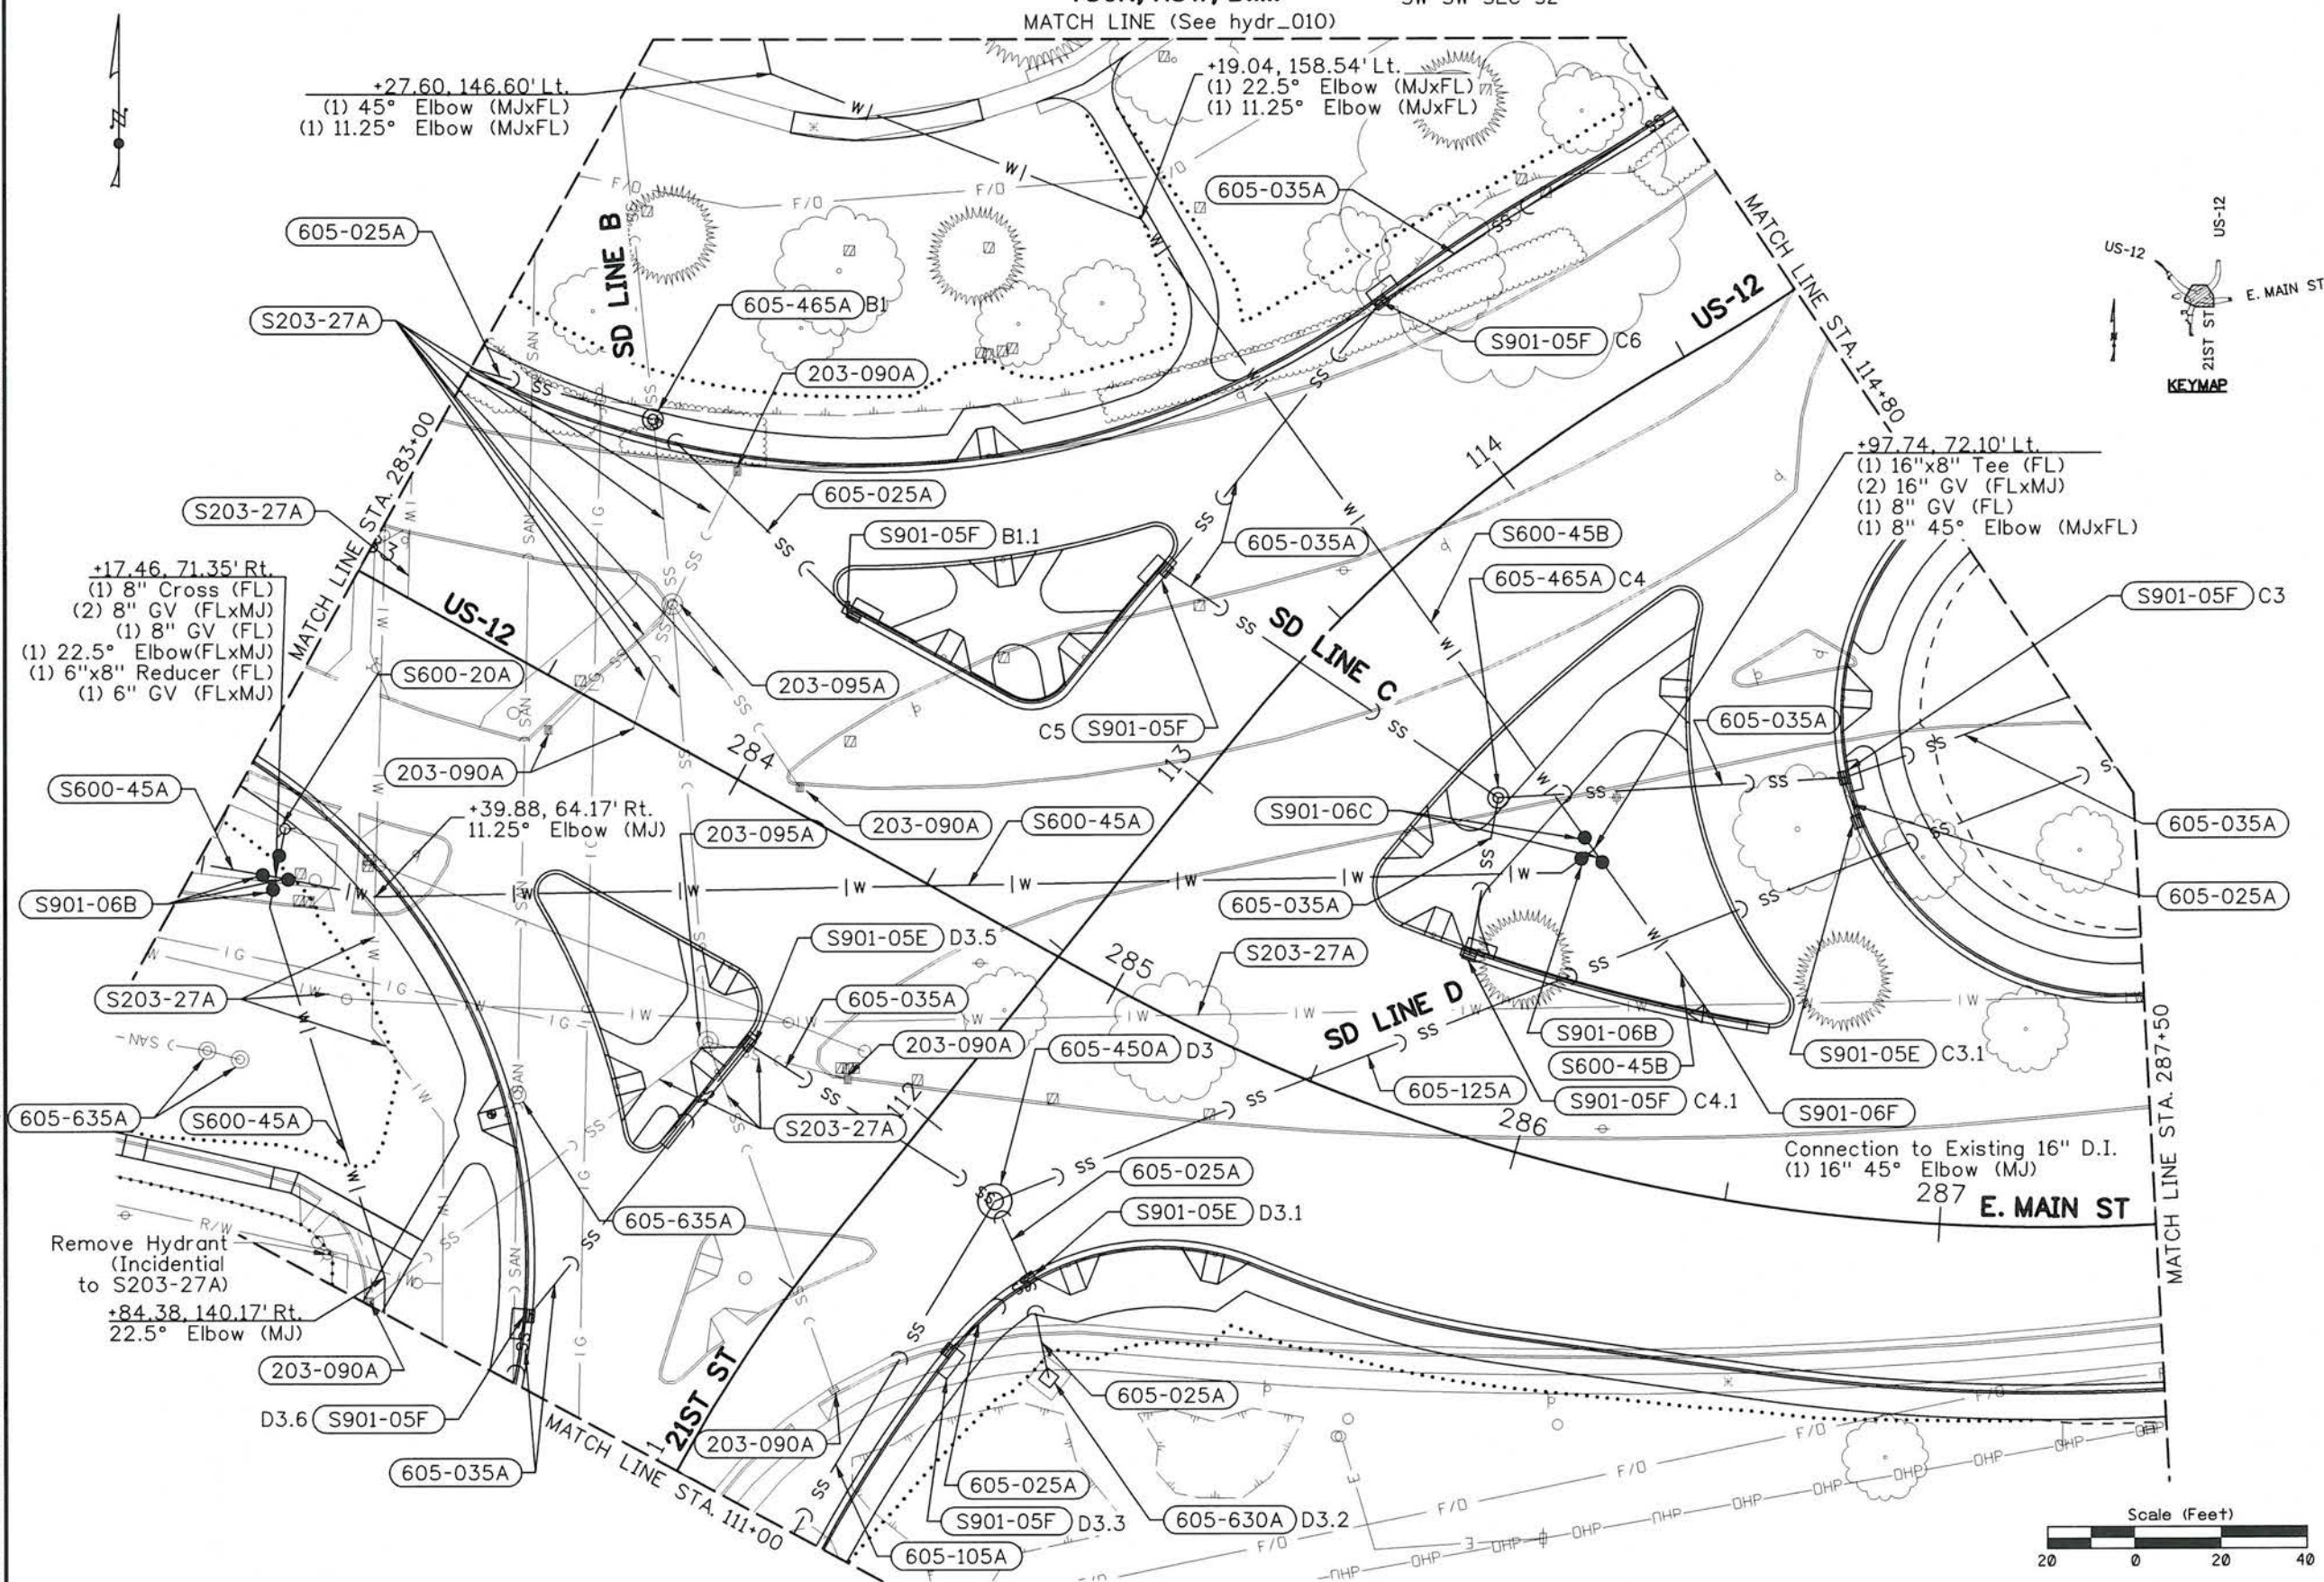 MATCH LINE (See hydr_010)
+27.60, 146.60' Lt.
(1) 45° Elbow (MJxFL)
(1) 11.25° Elbow (MJxFL)
+19.04, 158.54' Lt.
(1) 22.5° Elbow (MJxFL)
(1) 11.25° Elbow (MJxFL)
605-035A
605-025A
SD LINE B
S203-27A
605-465A B1
203-090A
S901-05F C6
US-12
MATCH LINE STA. 114+80
US-12
US-12
E. MAIN ST
21ST ST
KEYMAP
MATCH LINE STA. 283+00
S203-27A
605-025A
S901-05F B1.1
605-035A
114
S600-45B
605-465A C4
+97.74, 72.10' Lt.
(1) 16"x8" Tee (FL)
(2) 16" GV (FLxMJ)
(1) 8" GV (FL)
(1) 8" 45° Elbow (MJxFL)
S901-05F C3
+17.46, 71.35' Rt.
(1) 8" Cross (FL)
(2) 8" GV (FLxMJ)
(1) 8" GV (FL)
(1) 22.5° Elbow(FLxMJ)
(1) 6"x8" Reducer (FL)
(1) 6" GV (FLxMJ)
US-12
S600-20A
203-095A
SD LINE C
C5 S901-05F
605-035A
284
113
203-090A
S600-45A
+39.88, 64.17' Rt.
11.25° Elbow (MJ)
203-095A
203-090A
S600-45A
S901-06C
605-035A
605-025A
S901-06B
605-035A
S901-05E D3.5
285
S203-27A
S203-27A
605-035A
SD LINE D
203-090A
605-450A D3
S901-06B
S600-45B
S901-05E C3.1
605-125A
S901-05F C4.1
S901-06F
605-635A
S600-45A
112
S203-27A
286
Connection to Existing 16" D.I.
(1) 16" 45° Elbow (MJ)
287
E. MAIN ST
MATCH LINE STA. 287+50
605-025A
S901-05E D3.1
605-635A
R/W
Remove Hydrant
(Incidential
to S203-27A)
+84.38, 140.17' Rt.
22.5° Elbow (MJ)
203-090A
D3.6 S901-05F
605-035A
21ST ST
MATCH LINE STA. 111+00
203-090A
605-025A
605-025A
S901-05F D3.3
605-630A D3.2
605-105A
Scale (Feet)
20 0 20 40